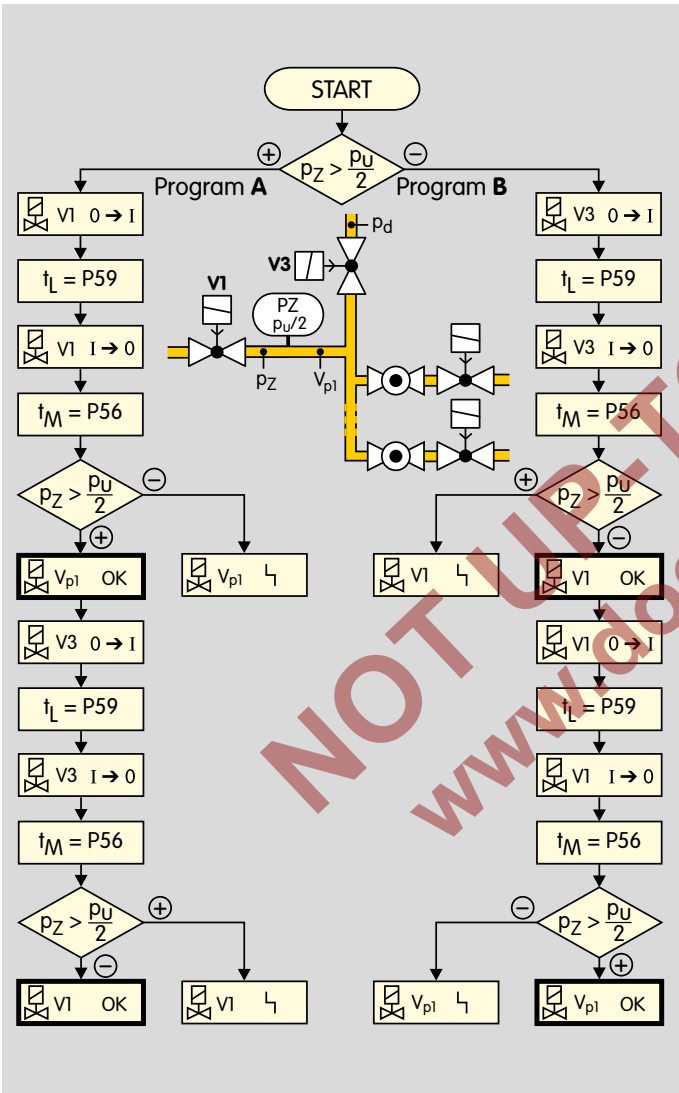 START
pZ > pU/2
+
−
Program A
Program B
V1 0 → I
tL = P59
V1 I → 0
tM = P56
pZ > pU/2
−
+
Vp1 OK
Vp1
V3 0 → I
tL = P59
V3 I → 0
tM = P56
pZ > pU/2
+
−
V1 OK
V1
pd
V3
V1
PZ
pU/2
pZ
Vp1
V3 0 → I
tL = P59
V3 I → 0
tM = P56
pZ > pU/2
+
−
V1
V1 OK
V1 0 → I
tL = P59
V1 I → 0
tM = P56
pZ > pU/2
−
+
Vp1
Vp1 OK
NOT UP-T
www.do